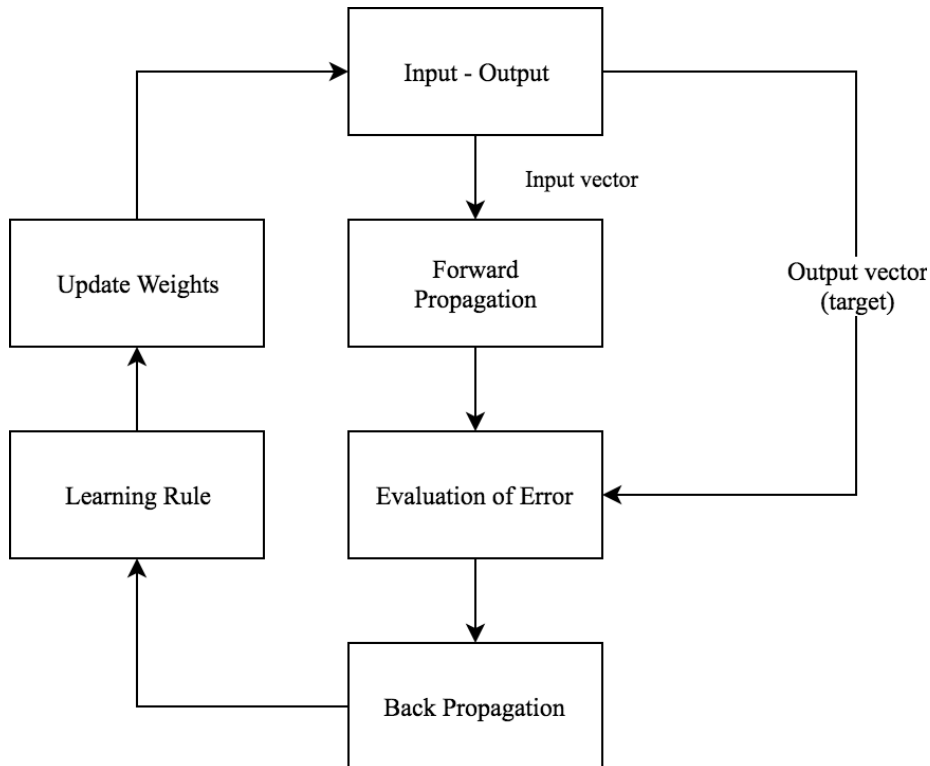 Input - Output
Input vector
Update Weights
Forward
Propagation
Output vector
(target)
Learning Rule
Evaluation of Error
Back Propagation